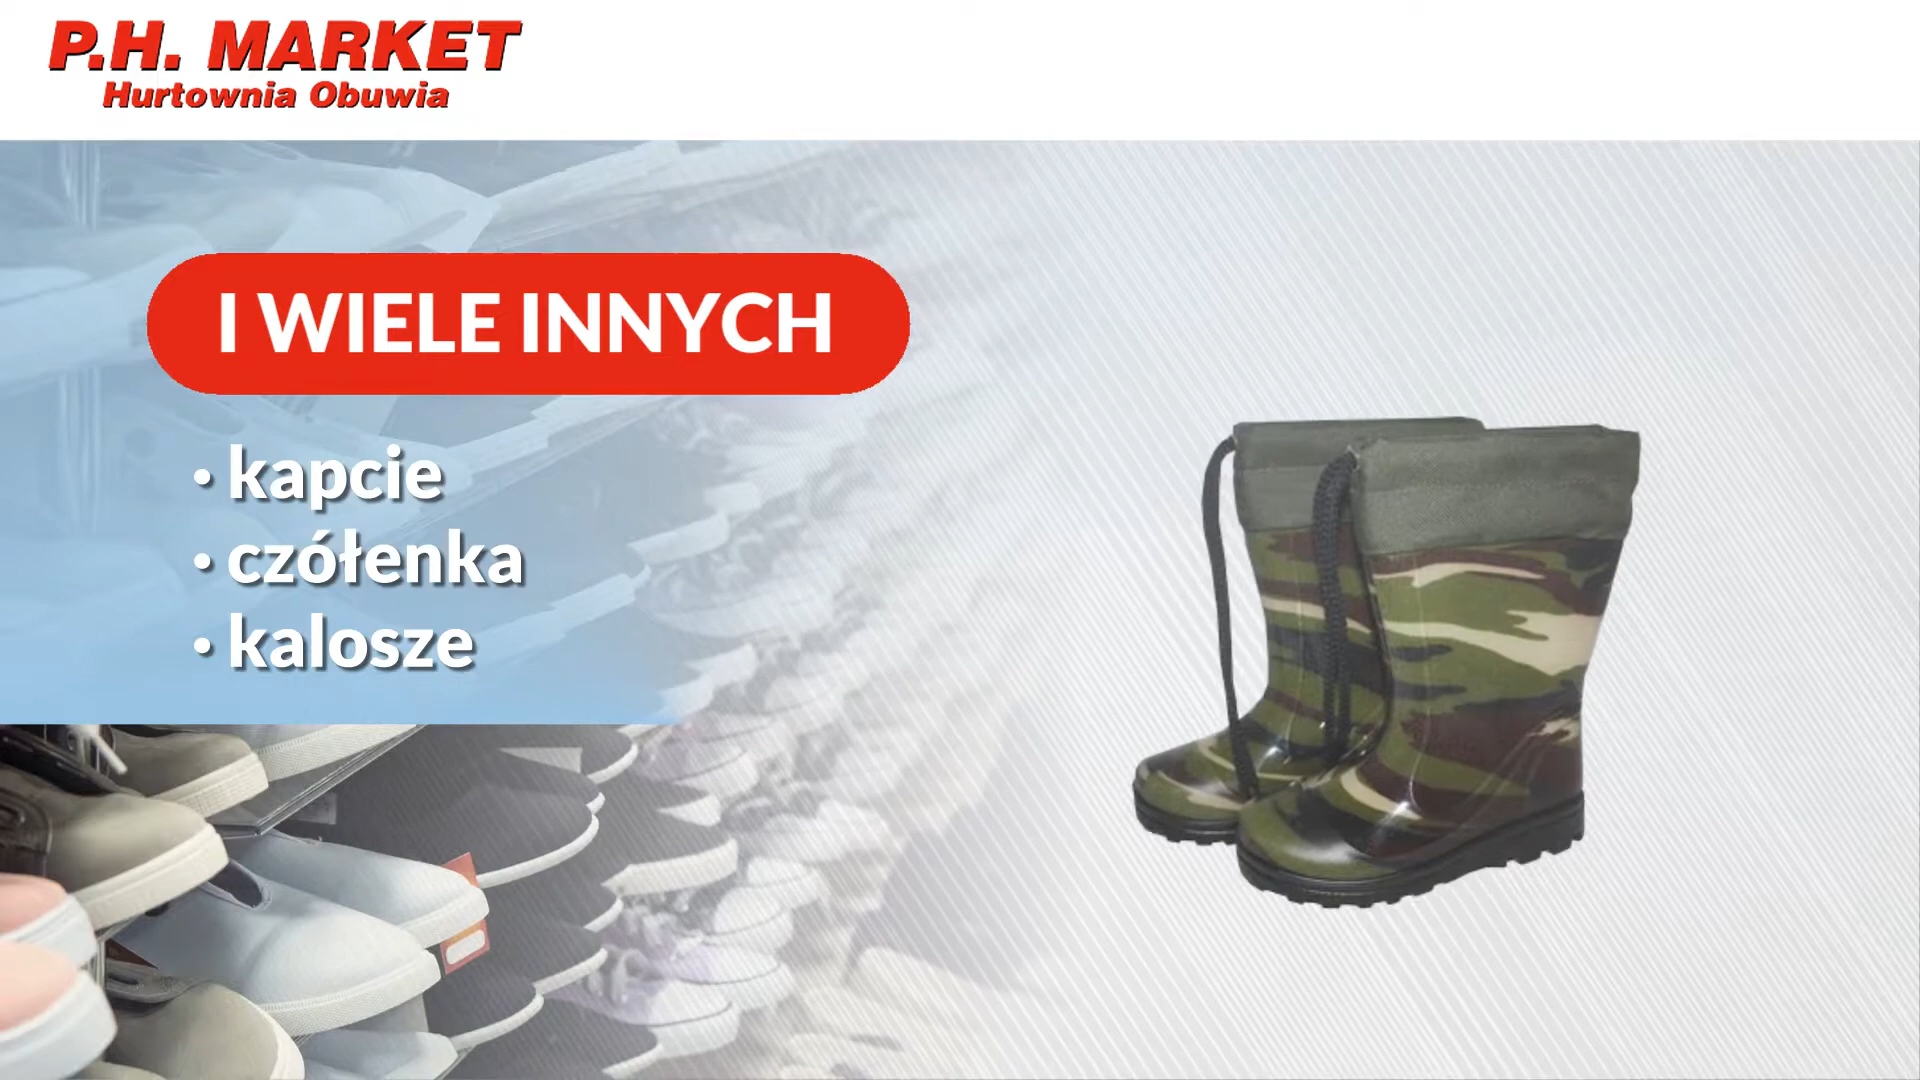 P.H. MARKET
Hurtownia Obuwia
I WIELE INNYCH
• kapcie
• czółenka
• kalosze